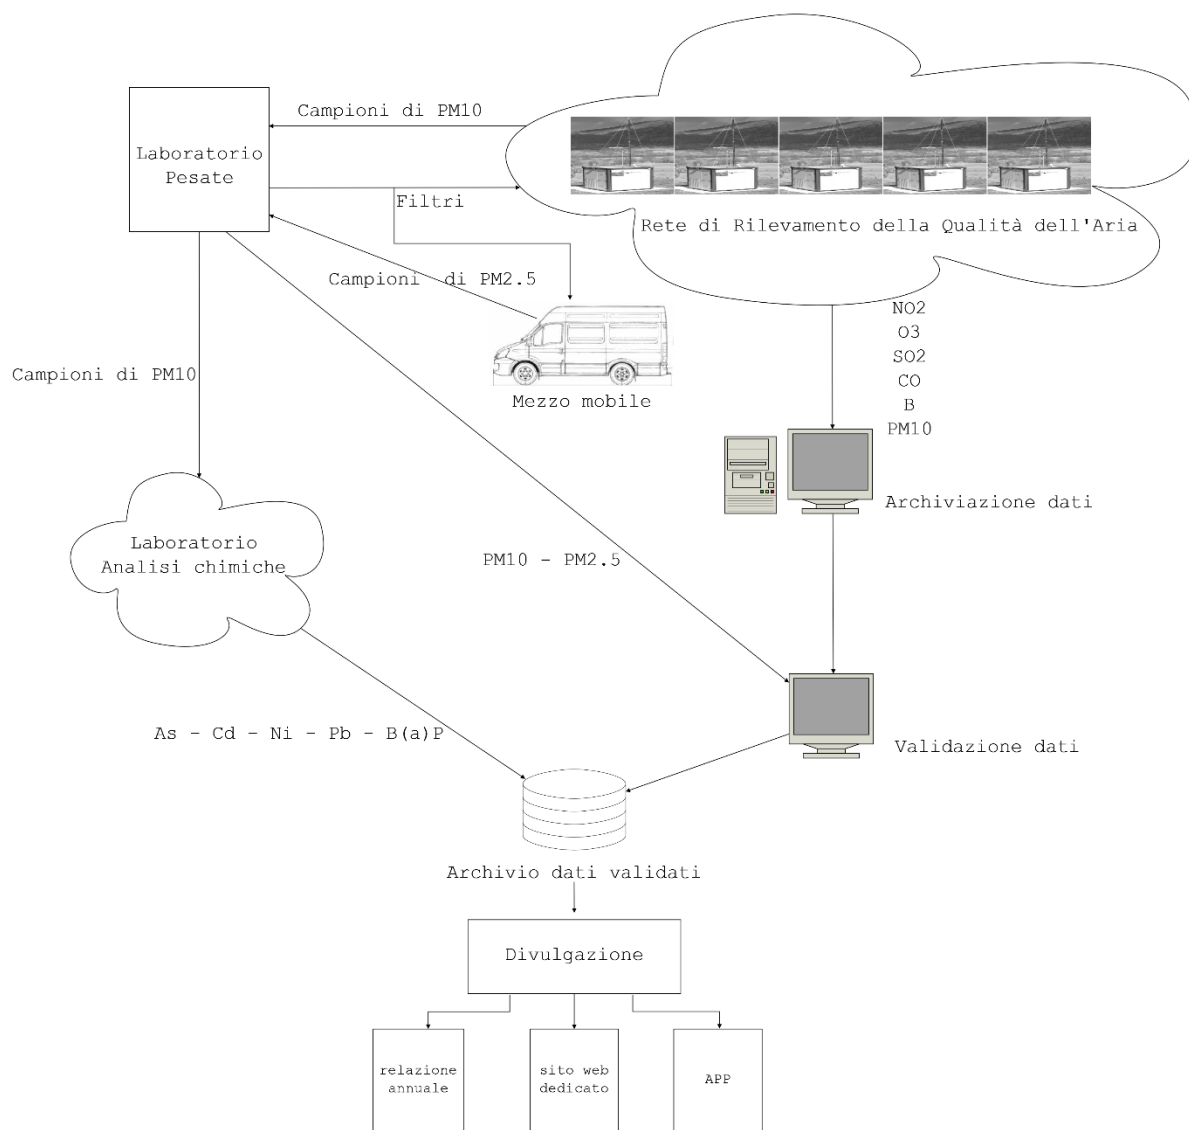 Campioni di PM10
Laboratorio
Pesate
Filtri
Rete di Rilevamento della Qualità dell'Aria
Campioni di PM2.5
Mezzo mobile
NO2
O3
SO2
CO
B
PM10
Campioni di PM10
Archiviazione dati
Laboratorio
Analisi chimiche
PM10 - PM2.5
As - Cd - Ni - Pb - B(a)P
Validazione dati
Archivio dati validati
Divulgazione
relazione
annuale
sito web
dedicato
APP